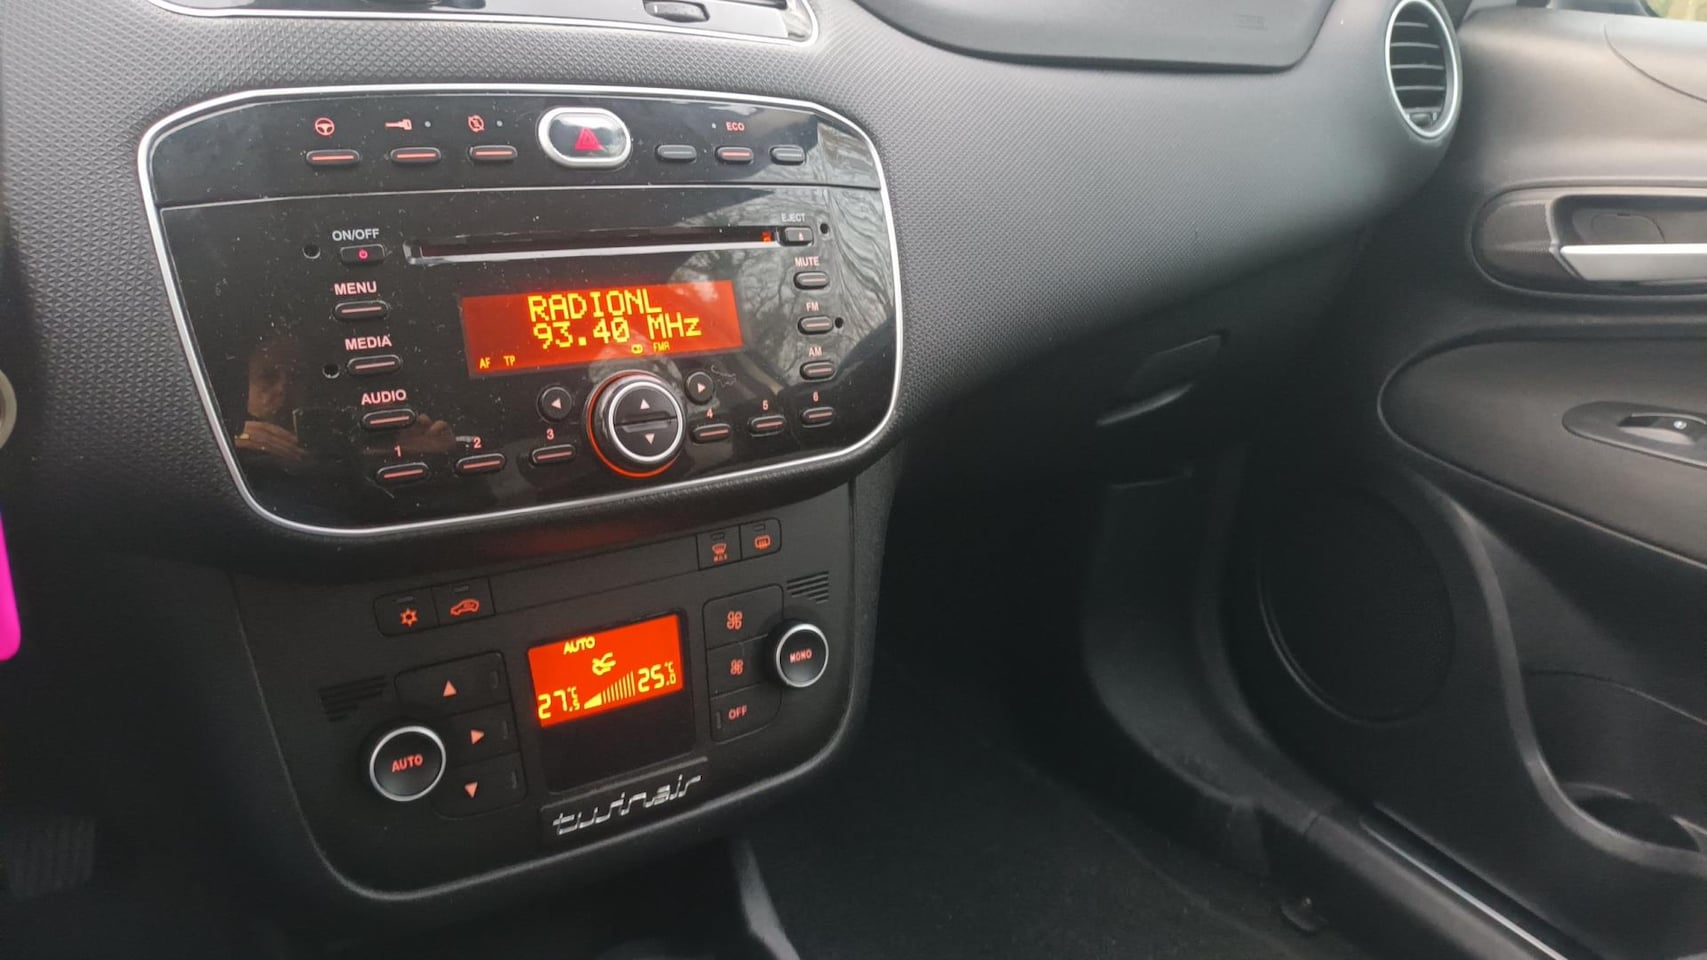 ECO
ON/OFF
EJECT
MENU
MUTE
RADIONL
93.40 MHz
AF TP
FMA
FM
MEDIA
AM
AUDIO
1 2 3 4 5 6
AUTO
27.5°C 25.0°C
MONO
OFF
AUTO
twinair